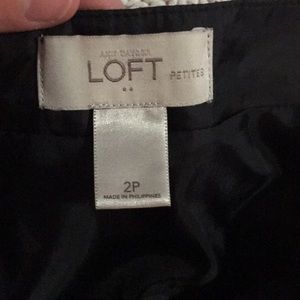 ANN TAYLOR
LOFT PETITES
2P
MADE IN PHILIPPINES